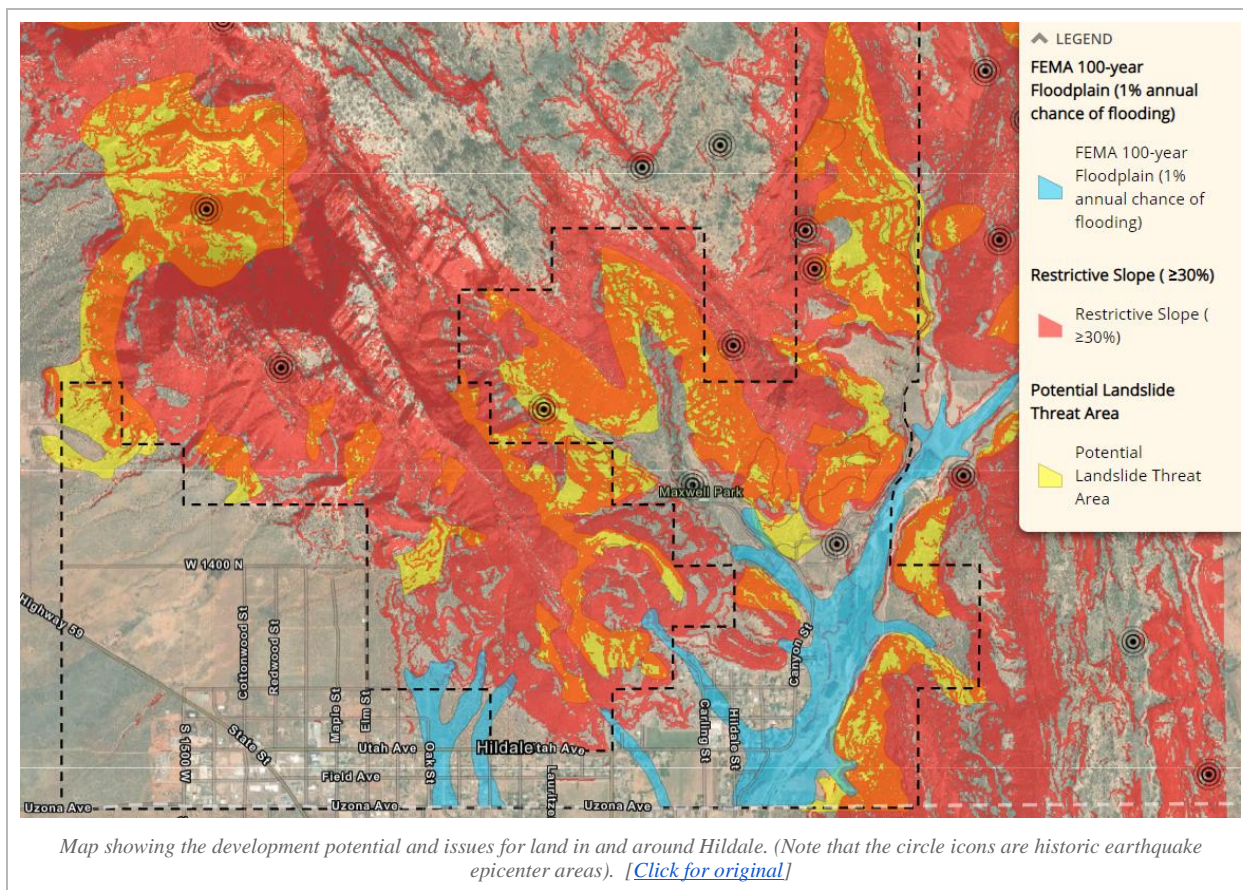 LEGEND
FEMA 100-year
Floodplain (1% annual
chance of flooding)
FEMA 100-year
Floodplain (1%
annual chance of
flooding)
Restrictive Slope ( ≥30%)
Restrictive Slope (
≥30%)
Potential Landslide
Threat Area
Potential
Landslide Threat
Area
Maxwell Park
W 1400 N
Highway 59
Cottonwood St
Redwood St
Maple St
Elm St
Canyon St
Carling St
Hildale St
State St
S 1500 W
Utah Ave
Oak St
Hildale
tah Ave
Field Ave
Lauritze
Uzona Ave
Uzona Ave
Uzona Ave
Map showing the development potential and issues for land in and around Hildale. (Note that the circle icons are historic earthquake
epicenter areas). [Click for original]